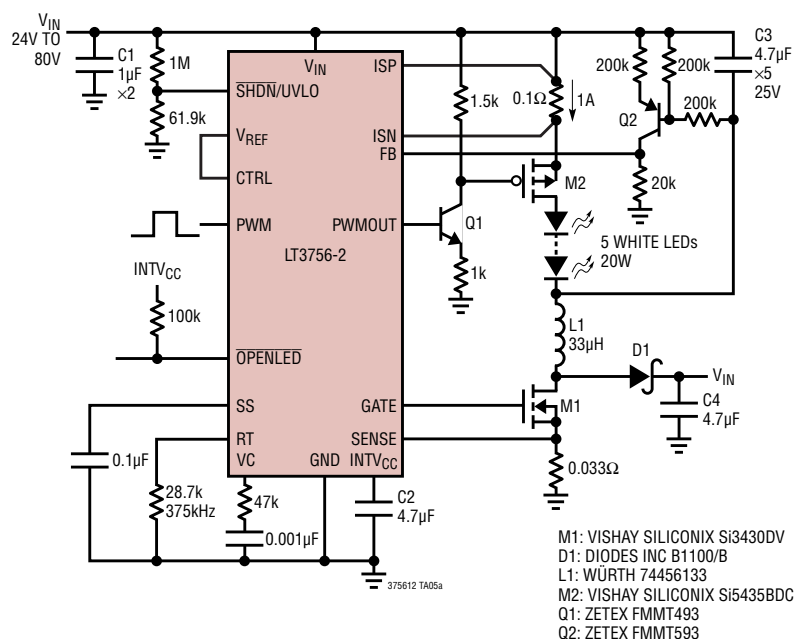 VIN
24V TO
80V
C1
1µF
×2
1M
61.9k
VIN
SHDN/UVLO
VREF
CTRL
PWM
LT3756-2
INTVCC
100k
OPENLED
SS
RT
VC
GND
INTVCC
ISP
ISN
FB
PWMOUT
GATE
SENSE
0.1µF
28.7k
375kHz
47k
0.001µF
C2
4.7µF
1.5k
0.1Ω
1A
Q1
1k
M2
200k
200k
200k
Q2
20k
C3
4.7µF
×5
25V
5 WHITE LEDs
20W
L1
33µH
D1
VIN
C4
4.7µF
M1
0.033Ω
375612 TA05a
M1: VISHAY SILICONIX Si3430DV
D1: DIODES INC B1100/B
L1: WÜRTH 74456133
M2: VISHAY SILICONIX Si5435BDC
Q1: ZETEX FMMT493
Q2: ZETEX FMMT593